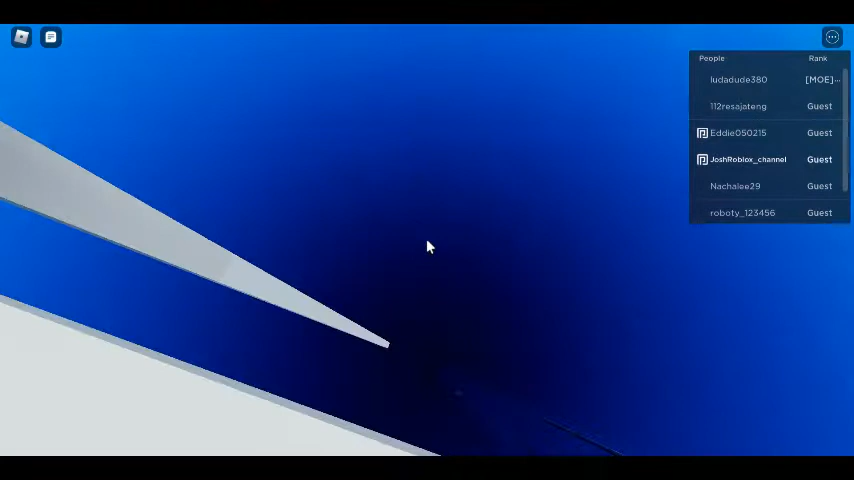 People Rank
ludadude380 [MOE]...
112resajateng Guest
Eddie050215 Guest
JoshRoblox_channel Guest
Nachalee29 Guest
roboty_123456 Guest